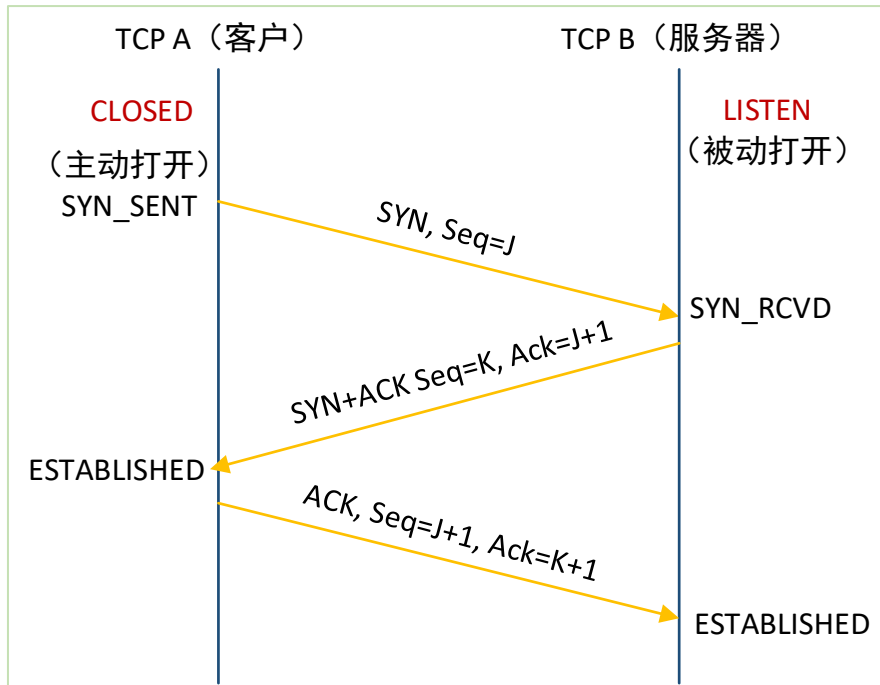 TCP A（客户）
TCP B（服务器）
CLOSED
LISTEN
（主动打开）
（被动打开）
SYN_SENT
SYN, Seq=J
SYN_RCVD
SYN+ACK Seq=K, Ack=J+1
ESTABLISHED
ACK, Seq=J+1, Ack=K+1
ESTABLISHED